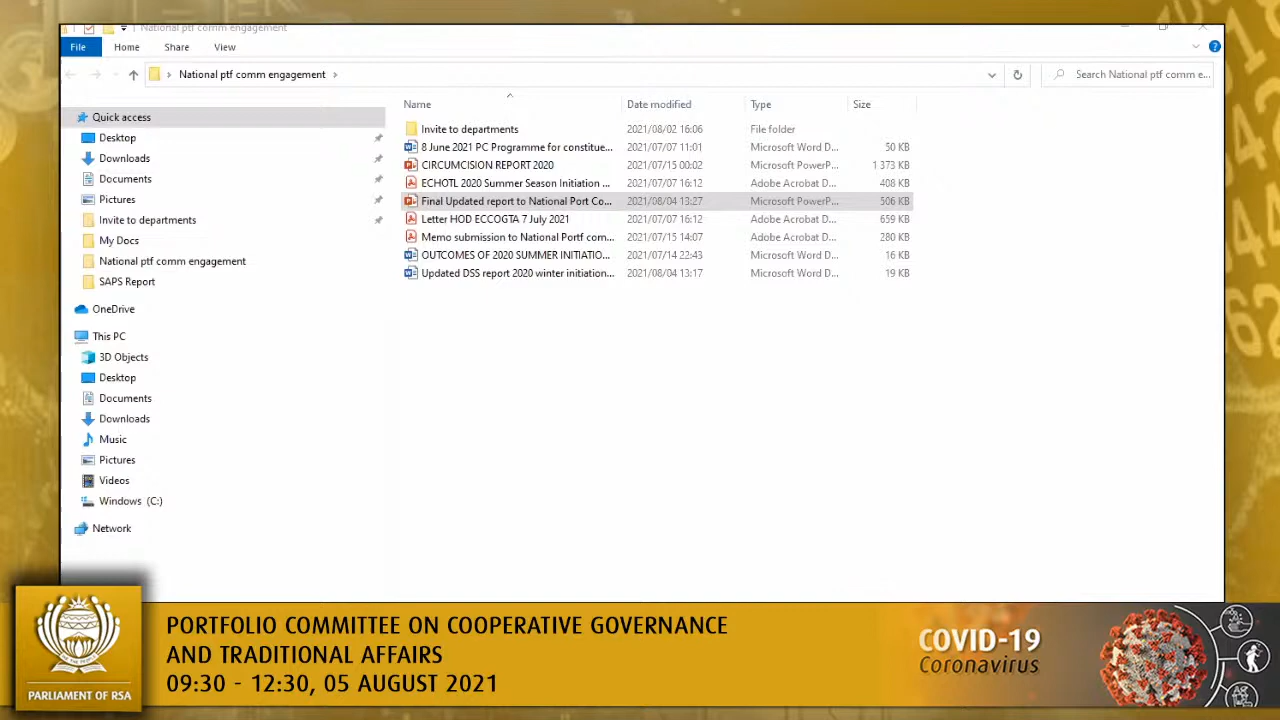 National ptf comm engagement
File Home Share View
National ptf comm engagement
Search National ptf comm e...
Name Date modified Type Size
Quick access
Desktop
Downloads
Documents
Pictures
Invite to departments
My Docs
National ptf comm engagement
SAPS Report
OneDrive
This PC
3D Objects
Desktop
Documents
Downloads
Music
Pictures
Videos
Windows (C:)
Network
Invite to departments 2021/08/02 16:06 File folder
8 June 2021 PC Programme for constitue... 2021/07/07 11:01 Microsoft Word D... 50 KB
CIRCUMCISION REPORT 2020 2021/07/15 00:02 Microsoft PowerP... 1 373 KB
ECHOTL 2020 Summer Season Initiation ... 2021/07/07 16:12 Adobe Acrobat D... 408 KB
Final Updated report to National Port Co... 2021/08/04 13:27 Microsoft PowerP... 506 KB
Letter HOD ECCOGTA 7 July 2021 2021/07/07 16:12 Adobe Acrobat D... 659 KB
Memo submission to National Portf com... 2021/07/15 14:07 Adobe Acrobat D... 280 KB
OUTCOMES OF 2020 SUMMER INITIATIO... 2021/07/14 22:43 Microsoft Word D... 16 KB
Updated DSS report 2020 winter initiation... 2021/08/04 13:17 Microsoft Word D... 19 KB
PARLIAMENT OF RSA
PORTFOLIO COMMITTEE ON COOPERATIVE GOVERNANCE
AND TRADITIONAL AFFAIRS
09:30 - 12:30, 05 AUGUST 2021
COVID-19
Coronavirus